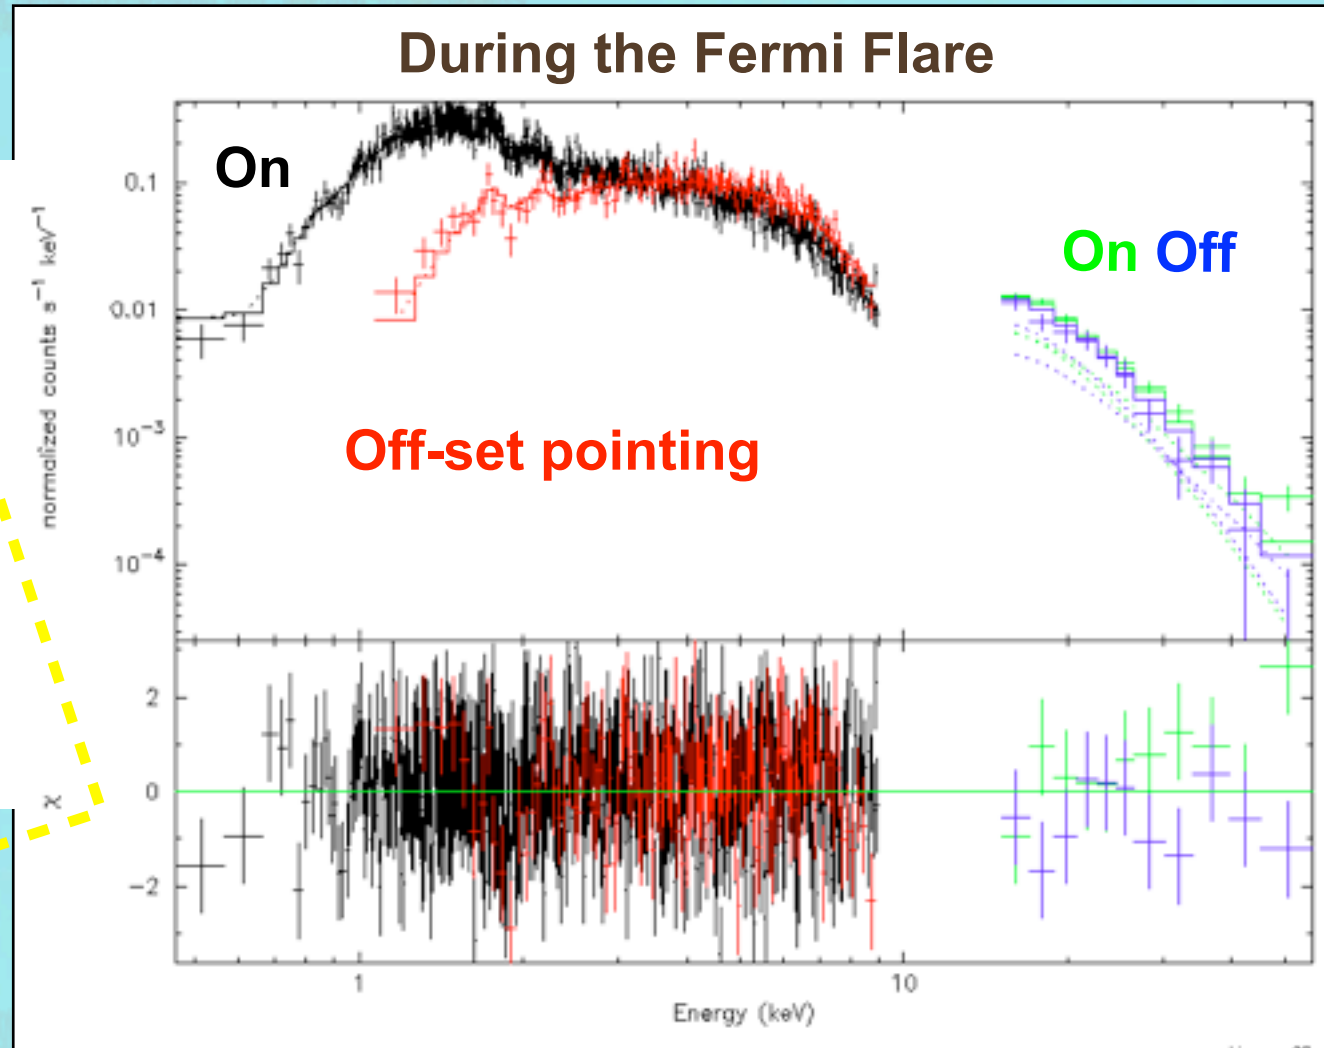 During the Fermi Flare
On
On Off
Off-set pointing
normalized counts s⁻¹ keV⁻¹
0.1
0.01
10⁻³
10⁻⁴
χ
2
0
−2
1
10
Energy (keV)